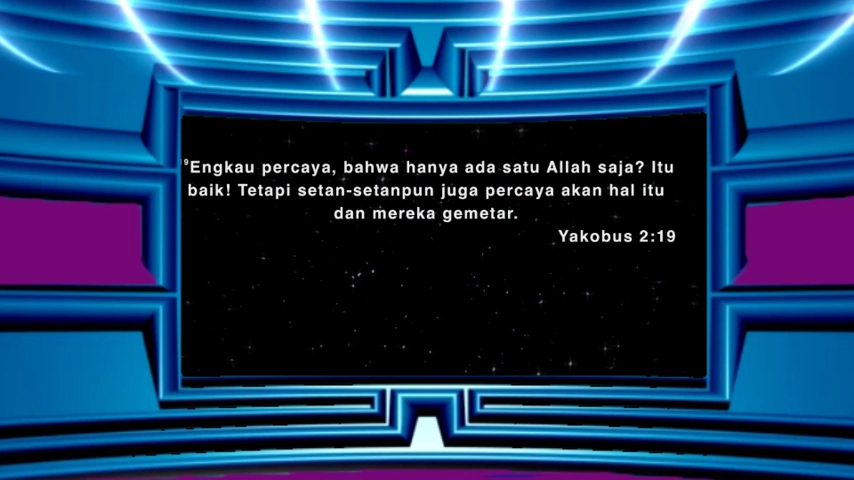 ¹⁹Engkau percaya, bahwa hanya ada satu Allah saja? Itu
baik! Tetapi setan-setanpun juga percaya akan hal itu
dan mereka gemetar.
Yakobus 2:19